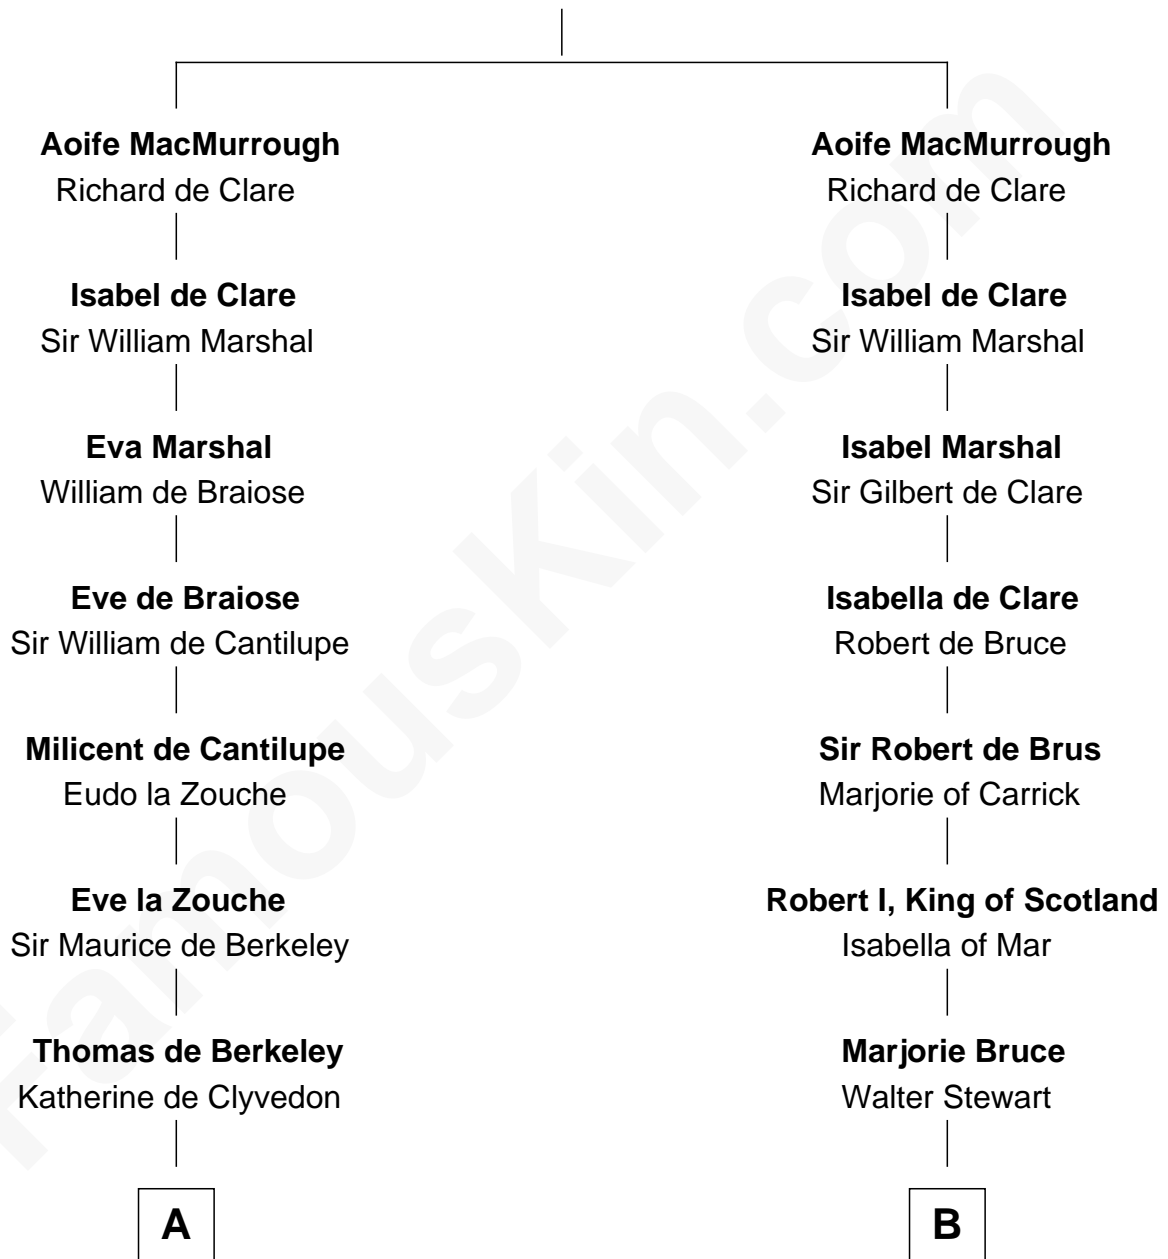 Aoife MacMurrough
Richard de Clare
Isabel de Clare
Sir William Marshal
Eva Marshal
William de Braiose
Eve de Braiose
Sir William de Cantilupe
Milicent de Cantilupe
Eudo la Zouche
Eve la Zouche
Sir Maurice de Berkeley
Thomas de Berkeley
Katherine de Clyvedon
A
Aoife MacMurrough
Richard de Clare
Isabel de Clare
Sir William Marshal
Isabel Marshal
Sir Gilbert de Clare
Isabella de Clare
Robert de Bruce
Sir Robert de Brus
Marjorie of Carrick
Robert I, King of Scotland
Isabella of Mar
Marjorie Bruce
Walter Stewart
B
FamousKin.com